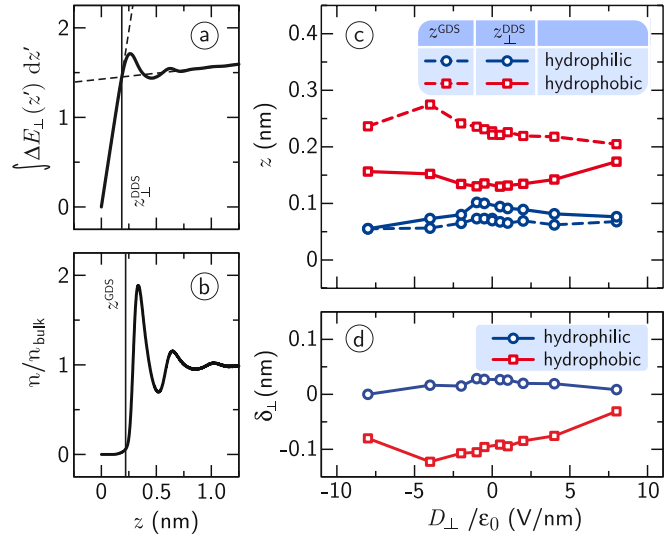 ∫ ΔE⊥(z′) dz′
2
1
0
a
z⊥DDS
n/nbulk
2
1
0
b
zGDS
0.0 0.5 1.0
z (nm)
c
zGDS z⊥DDS
hydrophilic
hydrophobic
z (nm)
0.4
0.3
0.2
0.1
0
d
hydrophilic
hydrophobic
δ⊥(nm)
0.1
0
-0.1
-10 -5 0 5 10
D⊥/ε0 (V/nm)